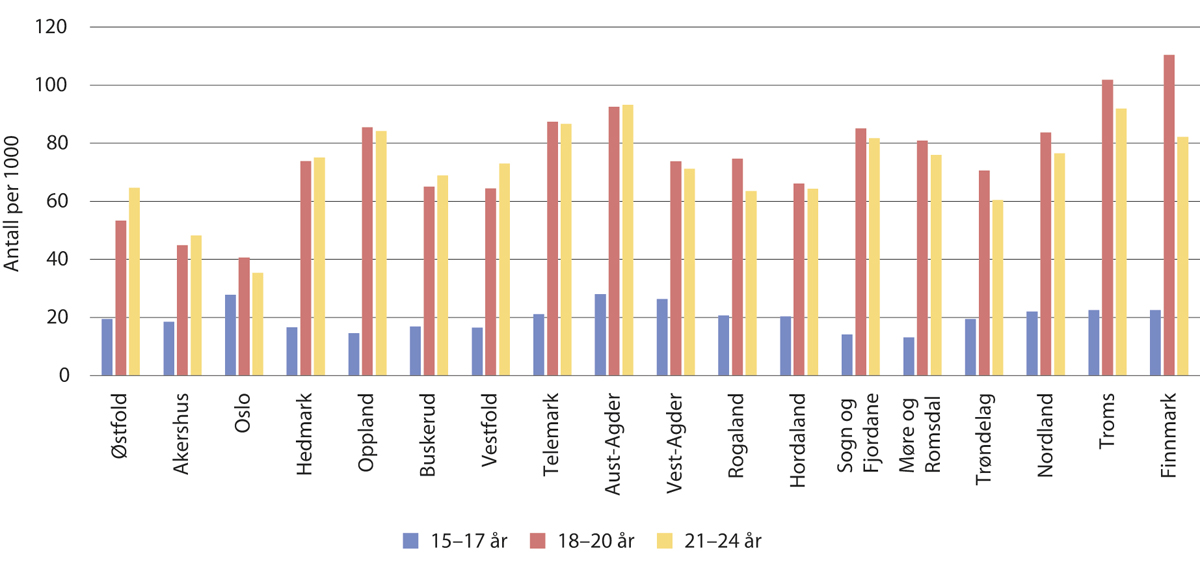 Antall per 1000
120
100
80
60
40
20
0
Østfold
Akershus
Oslo
Hedmark
Oppland
Buskerud
Vestfold
Telemark
Aust-Agder
Vest-Agder
Rogaland
Hordaland
Sogn og
Fjordane
Møre og
Romsdal
Trøndelag
Nordland
Troms
Finnmark
15–17 år
18–20 år
21–24 år